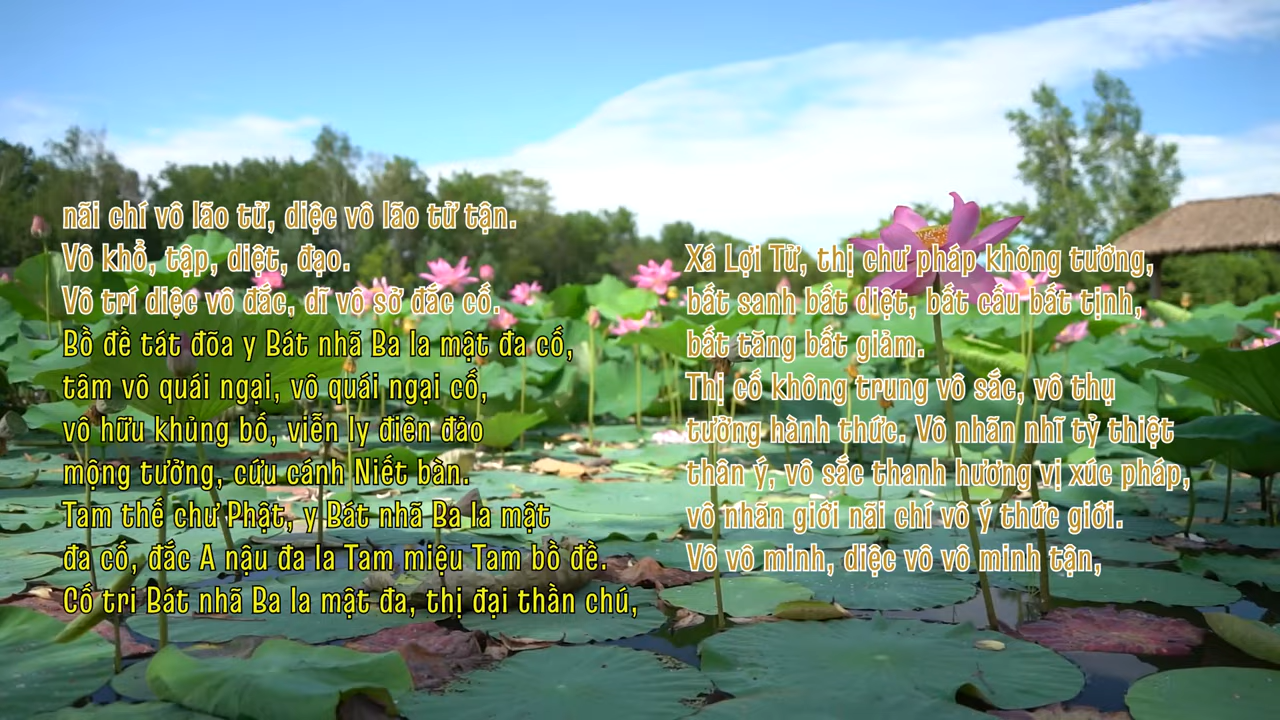 nãi chí vô lão tử, diệc vô lão tử tận.
Vô khổ, tập, diệt, đạo.
Vô trí diệc vô đắc, dĩ vô sở đắc cố.
Bồ đề tát đõa y Bát nhã Ba la mật đa cố,
tâm vô quái ngại, vô quái ngại cố,
vô hữu khủng bố, viễn ly điên đảo
mộng tưởng, cứu cánh Niết bàn.
Tam thế chư Phật, y Bát nhã Ba la mật
đa cố, đắc A nậu đa la Tam miệu Tam bồ đề.
Cố tri Bát nhã Ba la mật đa, thị đại thần chú,
Xá Lợi Tử, thị chư pháp không tướng,
bất sanh bất diệt, bất cấu bất tịnh,
bất tăng bất giảm.
Thị cố không trung vô sắc, vô thụ
tưởng hành thức. Vô nhãn nhĩ tỷ thiệt
thân ý, vô sắc thanh hương vị xúc pháp,
vô nhãn giới nãi chí vô ý thức giới.
Vô vô minh, diệc vô vô minh tận,